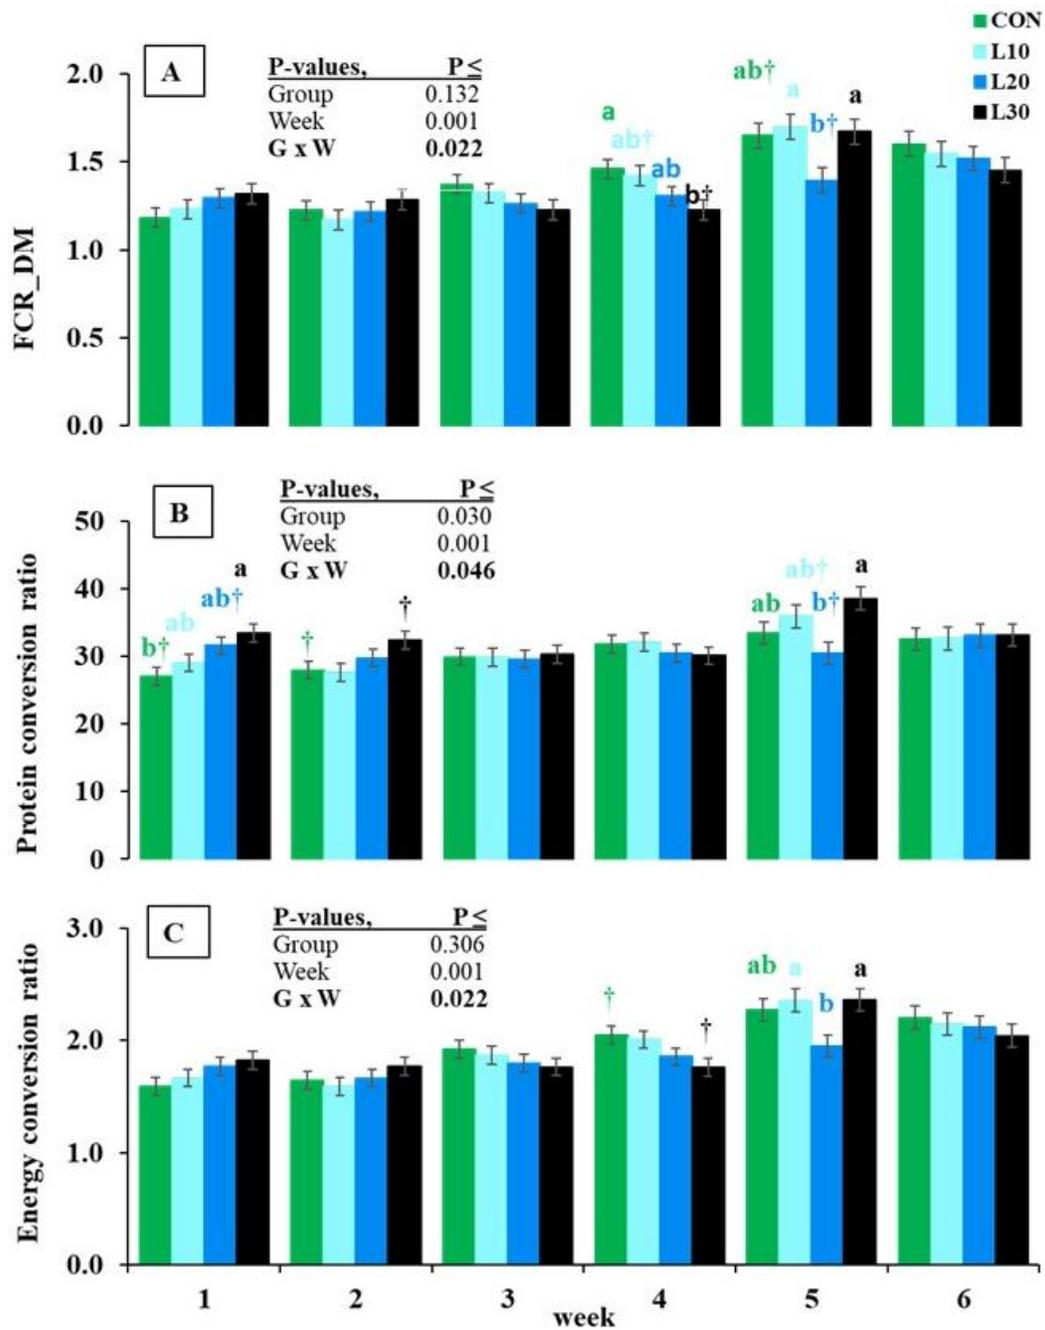 CON
L10
L20
L30
A
P-values, P ≤
Group 0.132
Week 0.001
G x W 0.022
FCR_DM
2.0
1.5
1.0
0.5
0.0
a
ab†
ab
b†
ab†
a
b†
a
B
P-values, P ≤
Group 0.030
Week 0.001
G x W 0.046
Protein conversion ratio
50
40
30
20
10
0
b†
ab
ab†
a
†
†
ab
ab†
b†
a
C
P-values, P ≤
Group 0.306
Week 0.001
G x W 0.022
Energy conversion ratio
3.0
2.0
1.0
0.0
†
†
ab
a
b
a
1 2 3 4 5 6
week